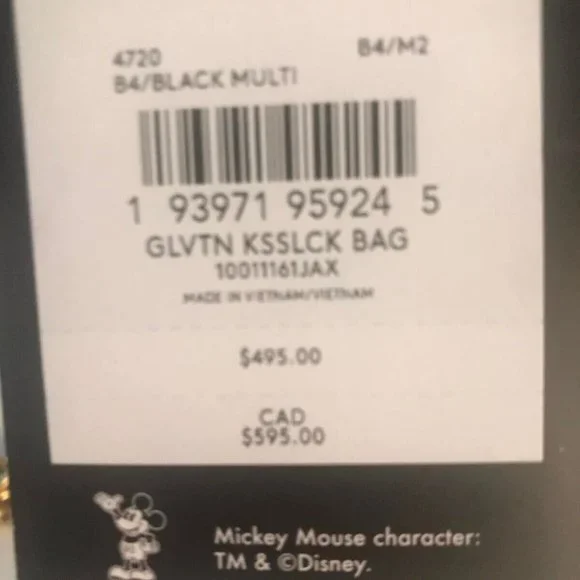 4720 B4/M2
B4/BLACK MULTI
1 93971 95924 5
GLVTN KSSLCK BAG
10011161JAX
MADE IN VIETNAM/VIETNAM
$495.00
CAD
$595.00
Mickey Mouse character:
TM & ©Disney.